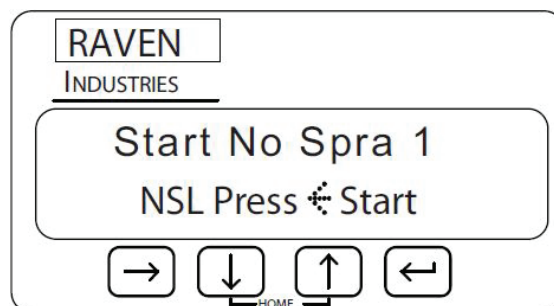 RAVEN
INDUSTRIES
Start No Spra 1
NSL Press Start
HOME